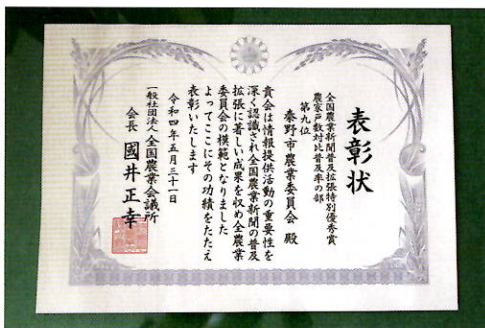 表彰状
全国農業新聞普及拡張特別優秀賞
農家戸数対比普及率の部
第九位
秦野市農業委員会 殿
貴会は情報提供活動の重要性を
深く認識され全国農業新聞の普及
拡張に著しい成果を収め全農業
委員会の模範となりました
よってここにその功績をたたえ
表彰いたします
令和四年五月三十一日
一般社団法人 全国農業会議所
会長 國井正幸